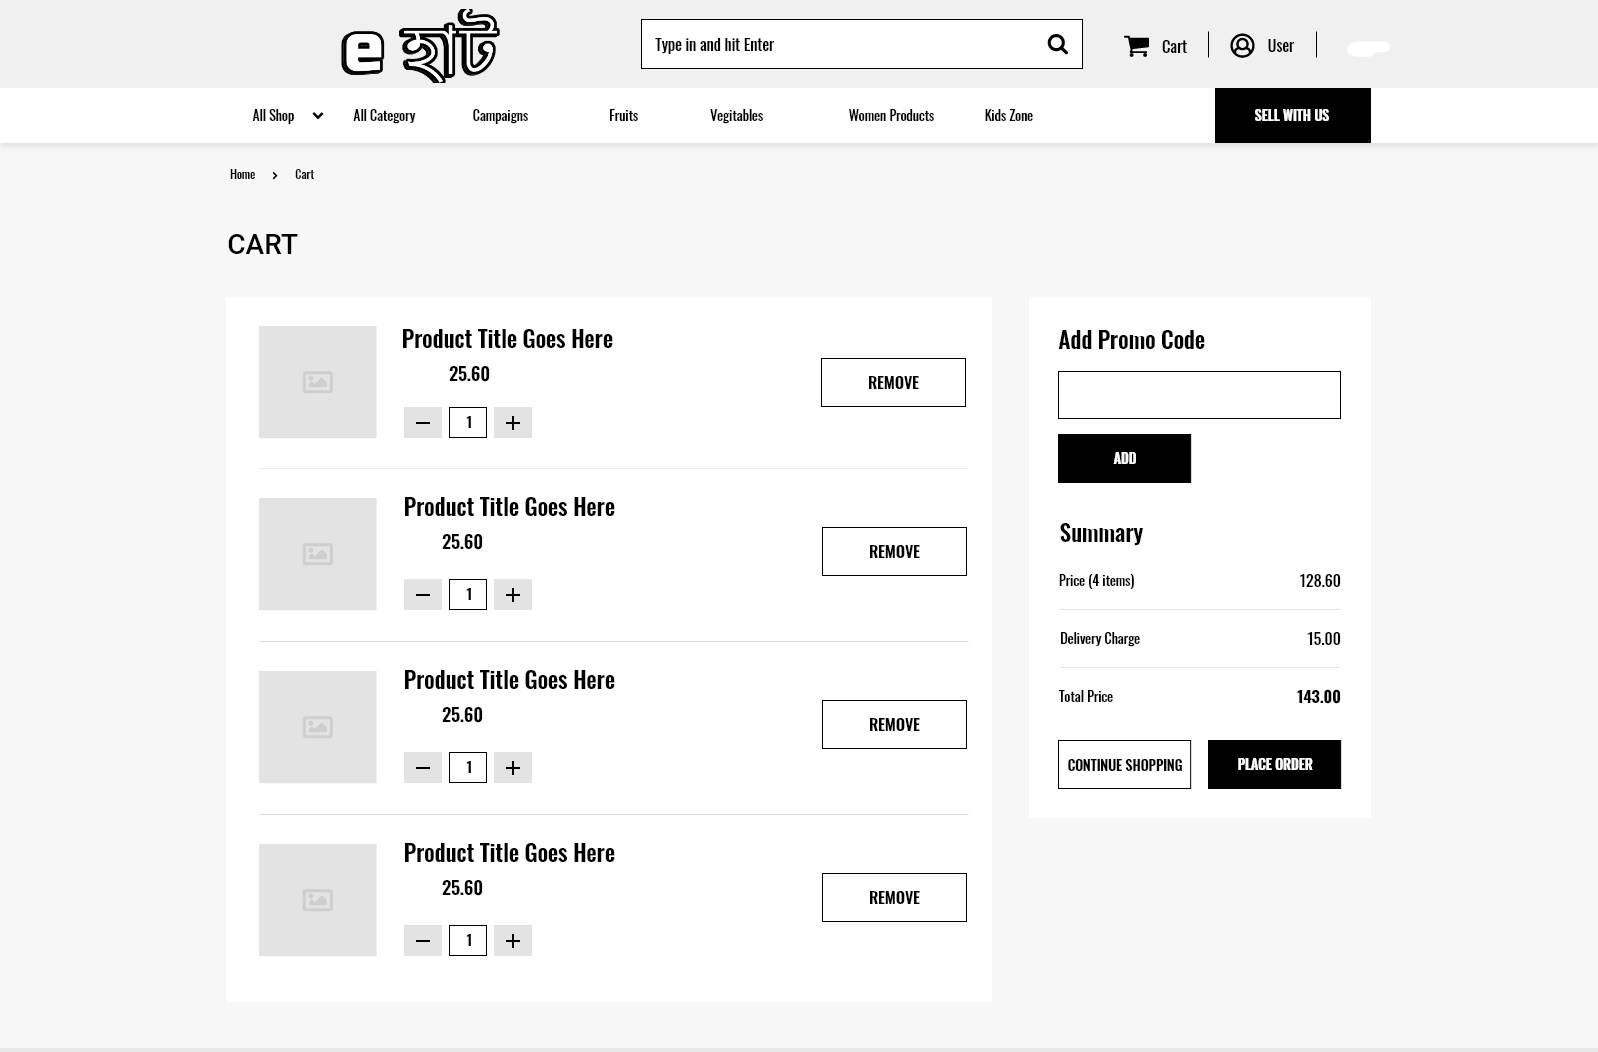 e হাট
Type in and hit Enter
Cart
User
All Shop
All Category
Campaigns
Fruits
Vegitables
Women Products
Kids Zone
SELL WITH US
Home
Cart
CART
Product Title Goes Here
25.60
1
REMOVE
Product Title Goes Here
25.60
1
REMOVE
Product Title Goes Here
25.60
1
REMOVE
Product Title Goes Here
25.60
1
REMOVE
Add Promo Code
ADD
Summary
Price (4 items) 128.60
Delivery Charge 15.00
Total Price 143.00
CONTINUE SHOPPING
PLACE ORDER